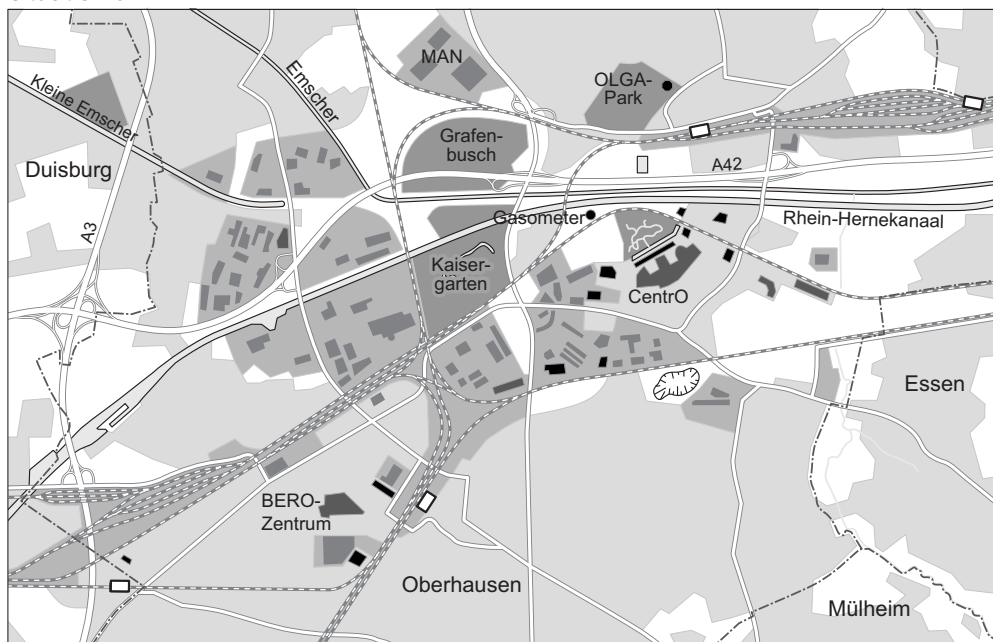 MAN
OLGA-
Park
Emscher
Kleine Emscher
Grafen-
busch
A42
Duisburg
A3
Gasometer
Rhein-Hernekanaal
Kaiser-
garten
CentrO
Essen
BERO-
Zentrum
Oberhausen
Mülheim